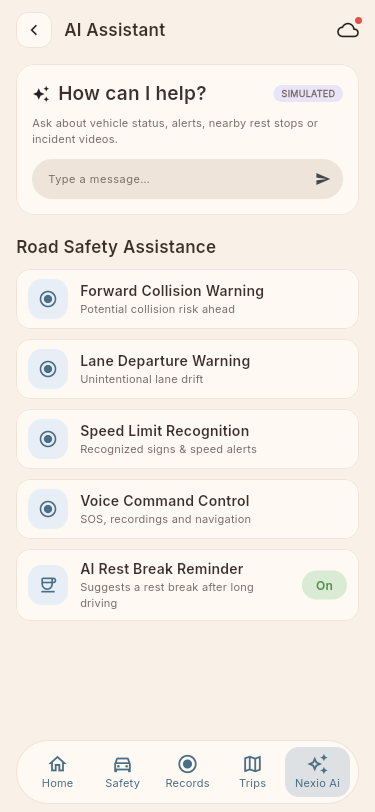 AI Assistant
How can I help?
SIMULATED
Ask about vehicle status, alerts, nearby rest stops or
incident videos.
Type a message...
Road Safety Assistance
Forward Collision Warning
Potential collision risk ahead
Lane Departure Warning
Unintentional lane drift
Speed Limit Recognition
Recognized signs & speed alerts
Voice Command Control
SOS, recordings and navigation
AI Rest Break Reminder
Suggests a rest break after long
driving
On
Home
Safety
Records
Trips
Nexio Ai